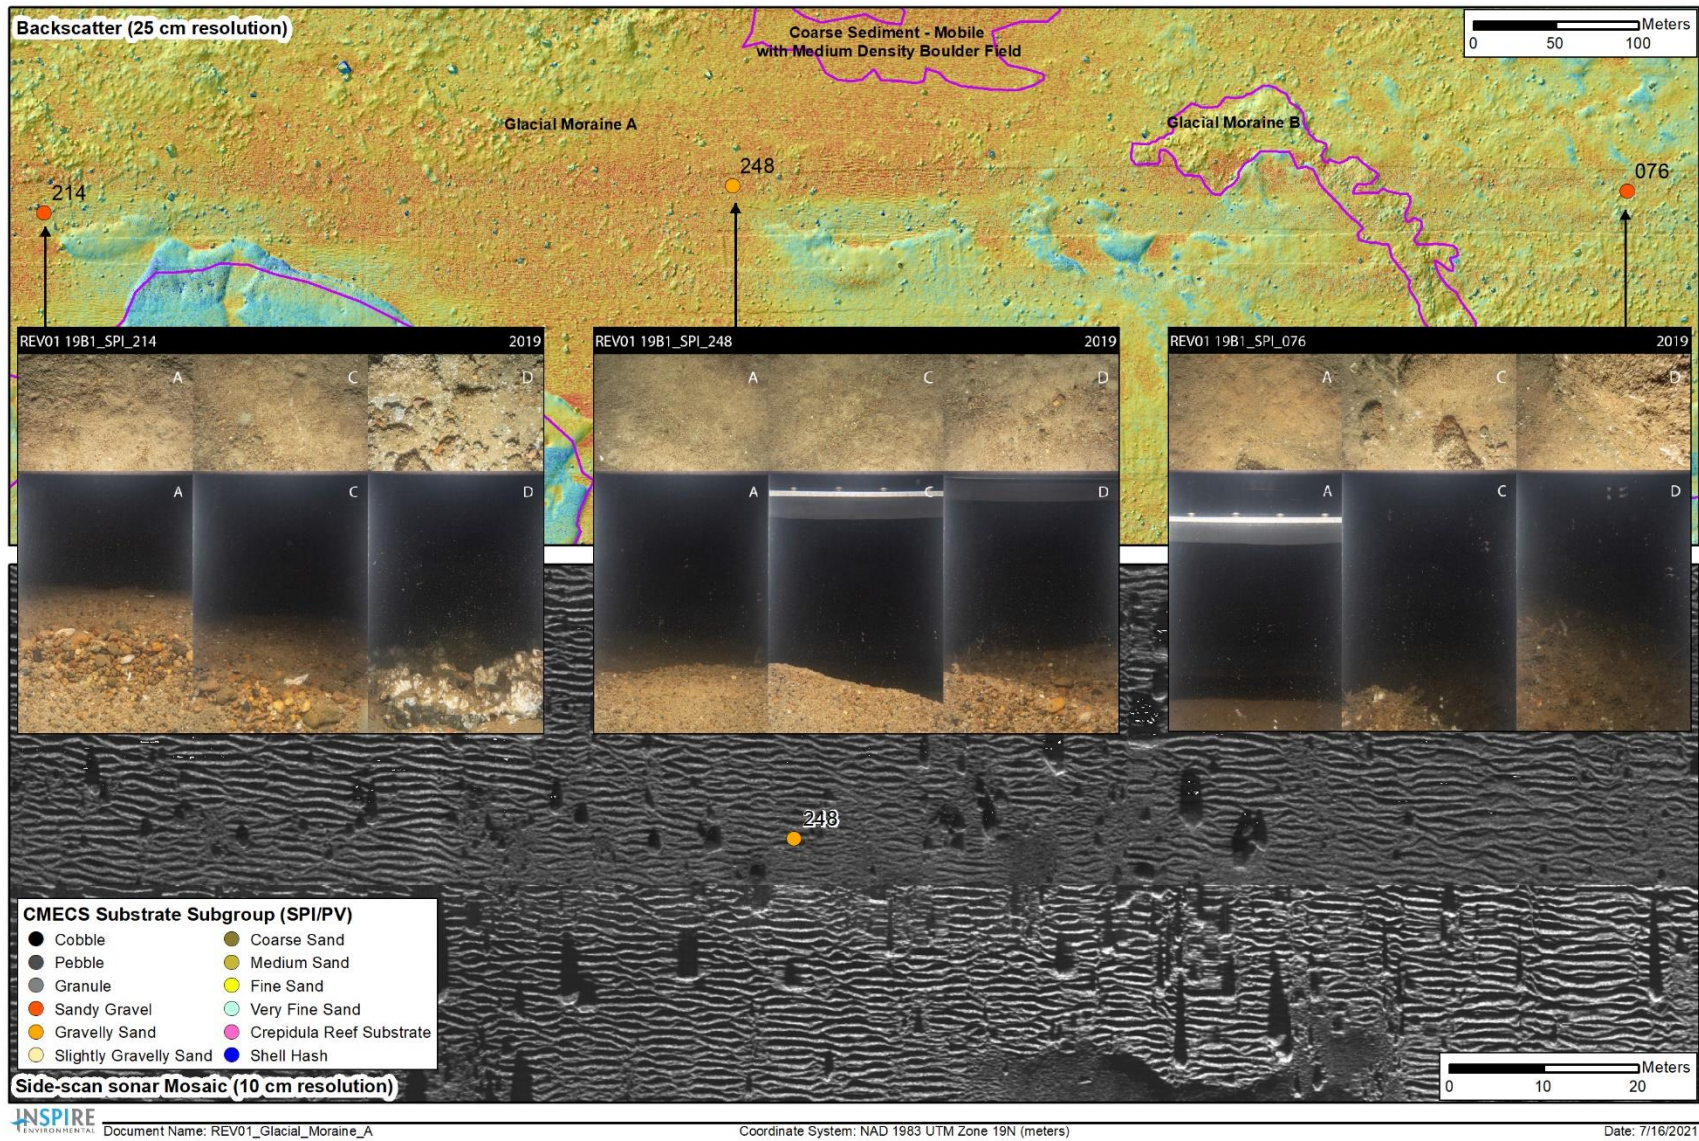 Backscatter (25 cm resolution)
Coarse Sediment - Mobile
with Medium Density Boulder Field
Meters
0 50 100
Glacial Moraine A
Glacial Moraine B
214
248
076
REV01 19B1_SPI_214 2019
A C D
A C D
REV01 19B1_SPI_248 2019
A C D
A C D
REV01 19B1_SPI_076 2019
A C D
A C D
248
CMECS Substrate Subgroup (SPI/PV)
Cobble
Pebble
Granule
Sandy Gravel
Gravelly Sand
Slightly Gravelly Sand
Coarse Sand
Medium Sand
Fine Sand
Very Fine Sand
Crepidula Reef Substrate
Shell Hash
Side-scan sonar Mosaic (10 cm resolution)
Meters
0 10 20
INSPIRE
ENVIRONMENTAL
Document Name: REV01_Glacial_Moraine_A
Coordinate System: NAD 1983 UTM Zone 19N (meters)
Date: 7/16/2021